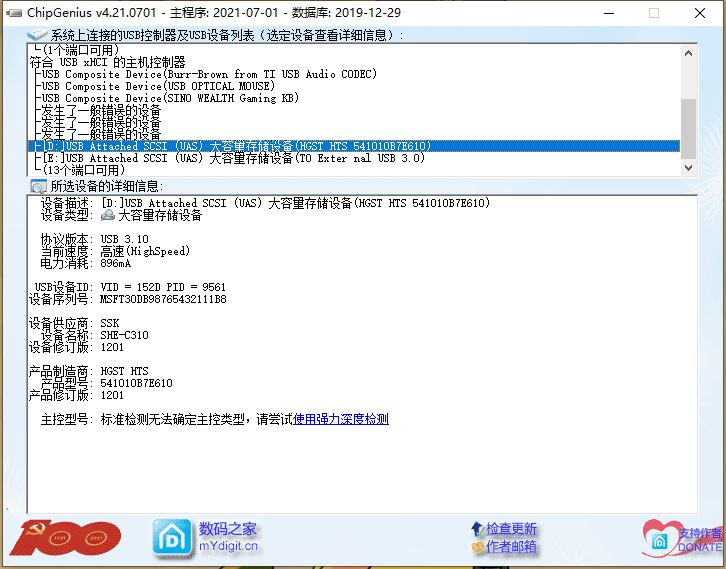 ChipGenius v4.21.0701 - 主程序: 2021-07-01 - 数据库: 2019-12-29
系统上连接的USB控制器及USB设备列表（选定设备查看详细信息）:
(1个端口可用)
符合 USB xHCI 的主机控制器
USB Composite Device(Burr-Brown from TI USB Audio CODEC)
USB Composite Device(USB OPTICAL MOUSE)
USB Composite Device(SINO WEALTH Gaming KB)
发生了一般错误的设备
发生了一般错误的设备
发生了一般错误的设备
[D:]USB Attached SCSI (UAS) 大容量存储设备(HGST HTS 541010B7E610)
[E:]USB Attached SCSI (UAS) 大容量存储设备(TO Exter nal USB 3.0)
(13个端口可用)
所选设备的详细信息:
设备描述: [D:]USB Attached SCSI (UAS) 大容量存储设备(HGST HTS 541010B7E610)
设备类型: 大容量存储设备
协议版本: USB 3.10
当前速度: 高速(HighSpeed)
电力消耗: 896mA
USB设备ID: VID = 152D PID = 9561
设备序列号: MSFT30DB98765432111B8
设备供应商: SSK
设备名称: SHE-C310
设备修订版: 1201
产品制造商: HGST HTS
产品型号: 541010B7E610
产品修订版: 1201
主控型号: 标准检测无法确定主控类型，请尝试使用强力深度检测
100
1921 2021
数码之家
mYdigit.cn
检查更新
作者邮箱
支持作者
DONATE